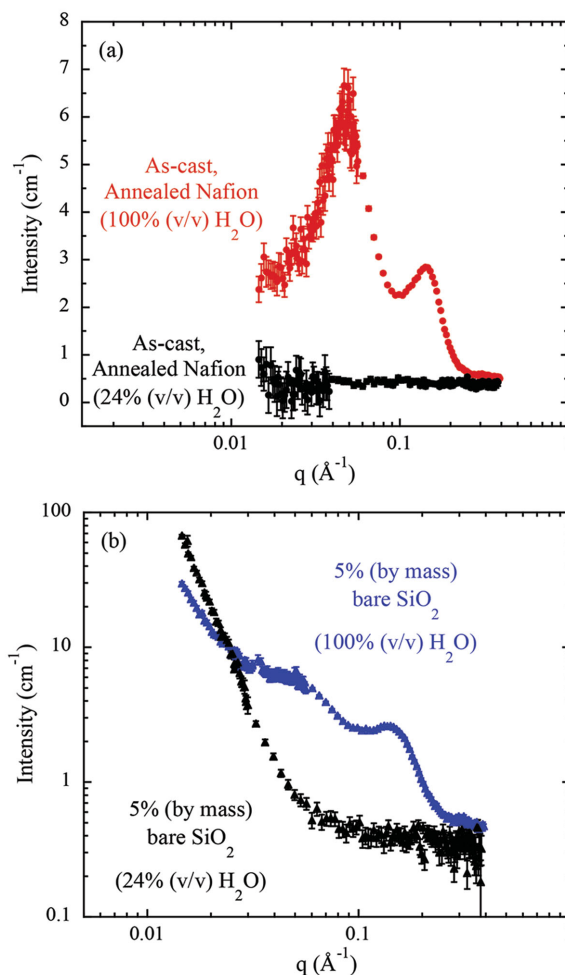 (a)
8
7
6
5
4
3
2
1
0
Intensity (cm⁻¹)
As-cast,
Annealed Nafion
(100% (v/v) H₂O)
As-cast,
Annealed Nafion
(24% (v/v) H₂O)
0.01
0.1
q (Å⁻¹)
(b)
100
10
1
0.1
Intensity (cm⁻¹)
5% (by mass)
bare SiO₂
(100% (v/v) H₂O)
5% (by mass)
bare SiO₂
(24% (v/v) H₂O)
0.01
0.1
q (Å⁻¹)